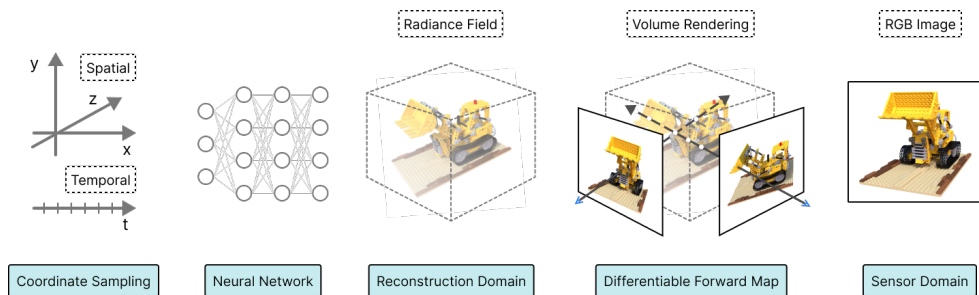 Radiance Field
Volume Rendering
RGB Image
y
Spatial
z
x
Temporal
t
Coordinate Sampling
Neural Network
Reconstruction Domain
Differentiable Forward Map
Sensor Domain